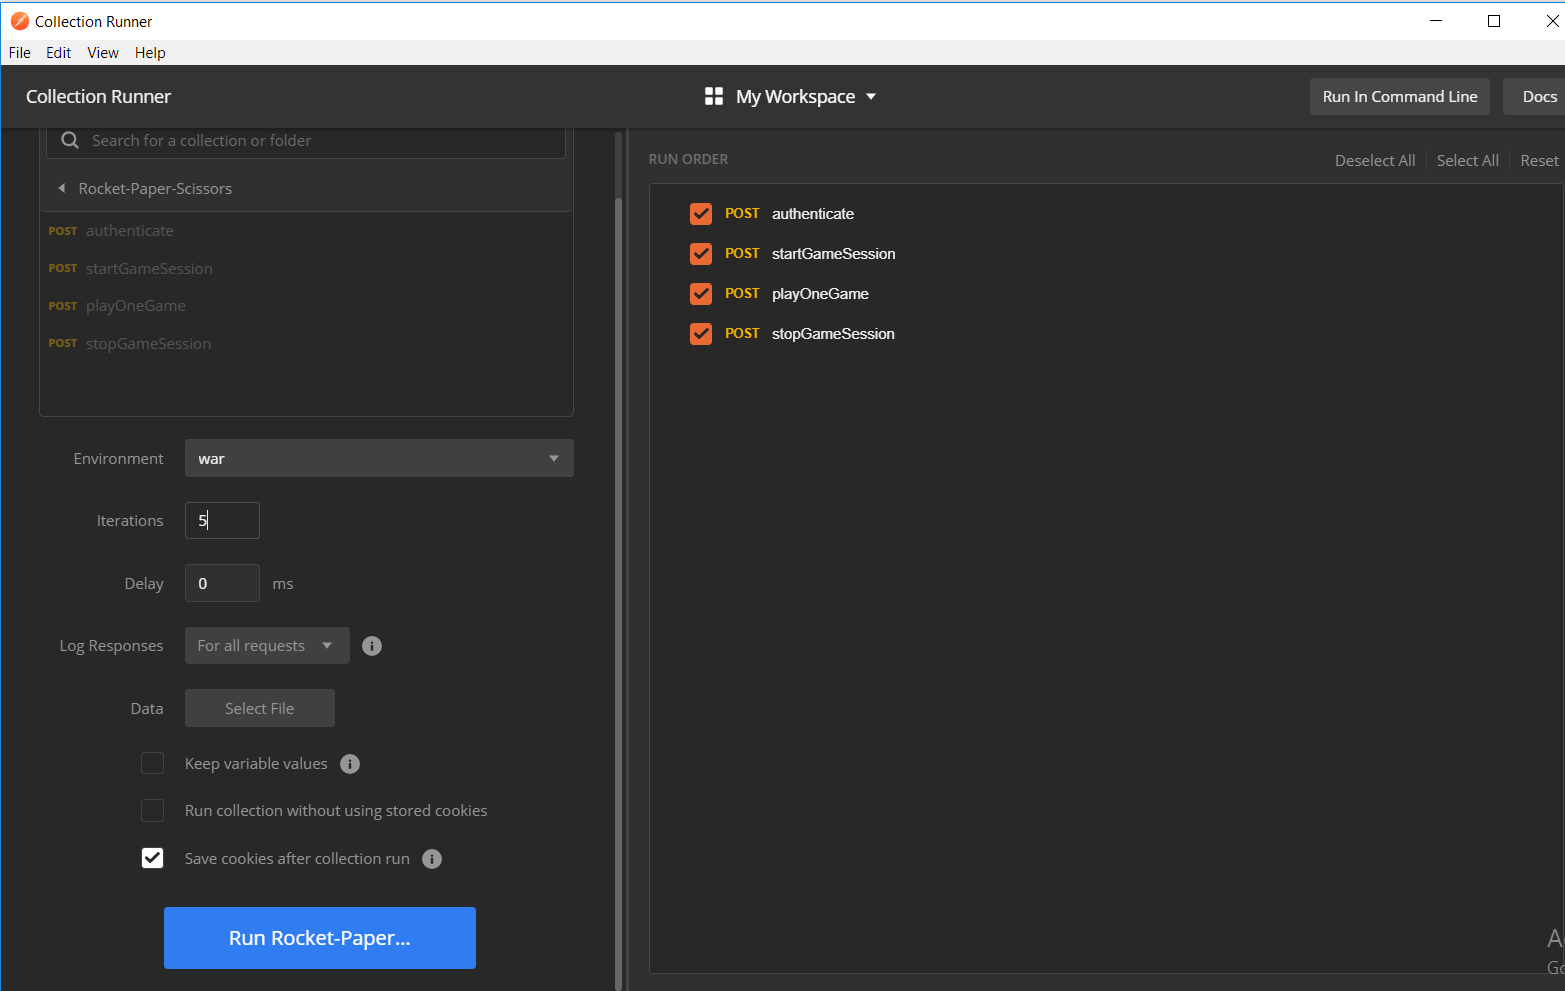 Collection Runner
File Edit View Help
Collection Runner
My Workspace
Run In Command Line
Docs
Search for a collection or folder
Rocket-Paper-Scissors
POST authenticate
POST startGameSession
POST playOneGame
POST stopGameSession
Environment war
Iterations 5
Delay 0 ms
Log Responses For all requests
Data Select File
Keep variable values
Run collection without using stored cookies
Save cookies after collection run
Run Rocket-Paper...
RUN ORDER
Deselect All Select All Reset
POST authenticate
POST startGameSession
POST playOneGame
POST stopGameSession